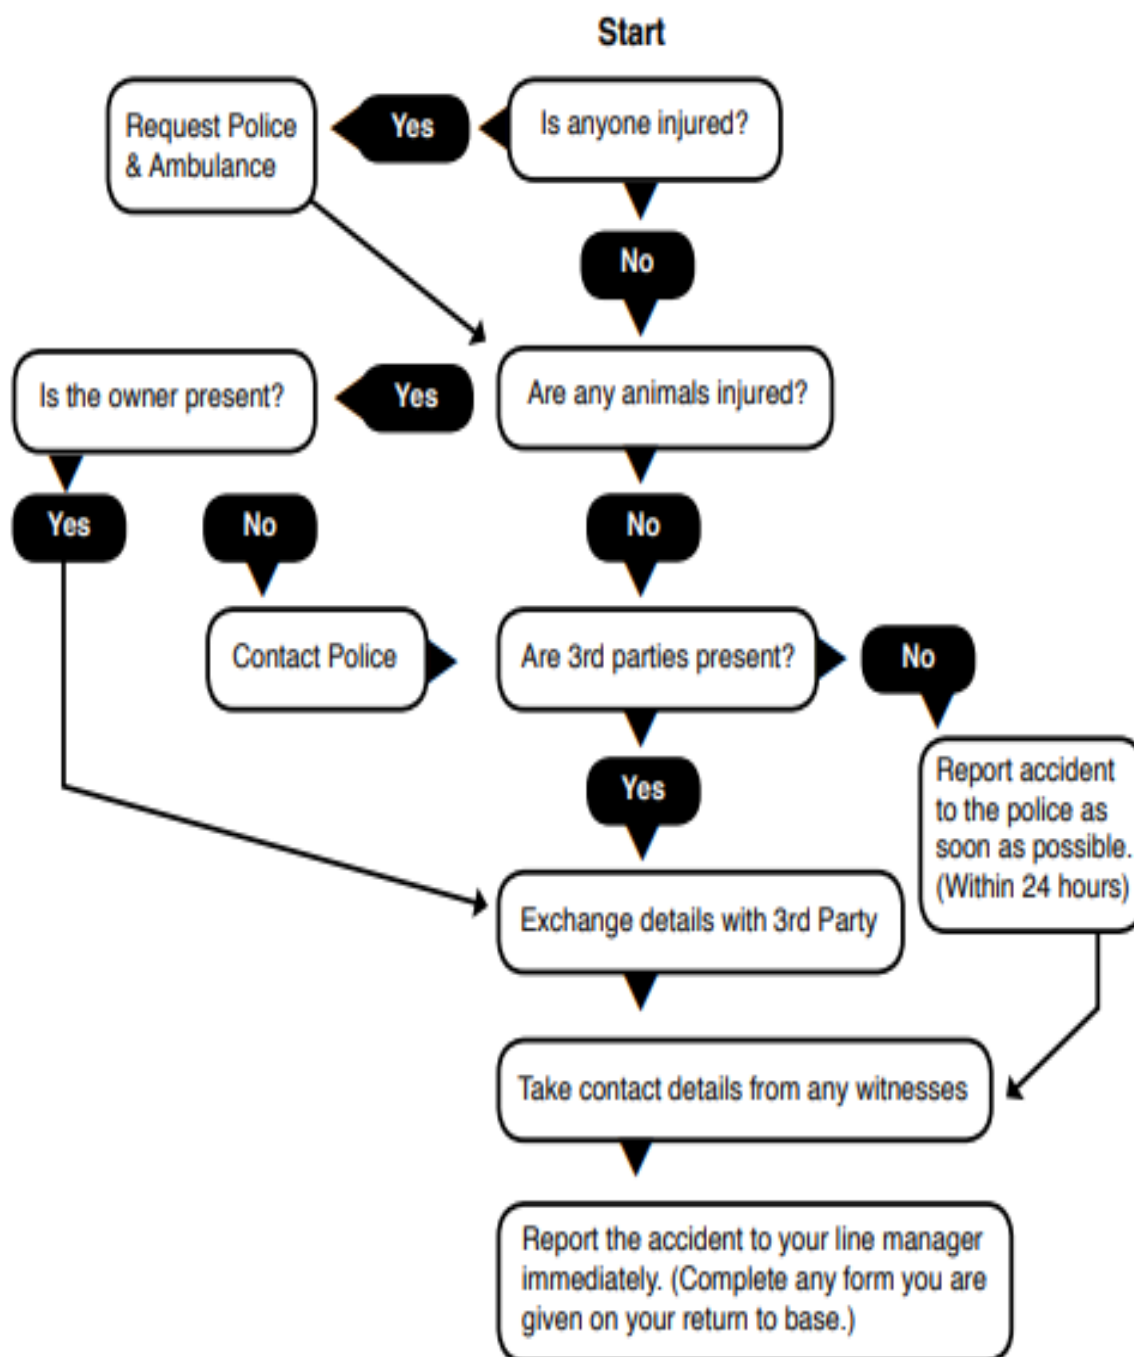 Start
Request Police
& Ambulance
Yes
Is anyone injured?
No
Is the owner present?
Yes
Are any animals injured?
Yes
No
No
Contact Police
Are 3rd parties present?
No
Yes
Report accident
to the police as
soon as possible.
(Within 24 hours)
Exchange details with 3rd Party
Take contact details from any witnesses
Report the accident to your line manager
immediately. (Complete any form you are
given on your return to base.)